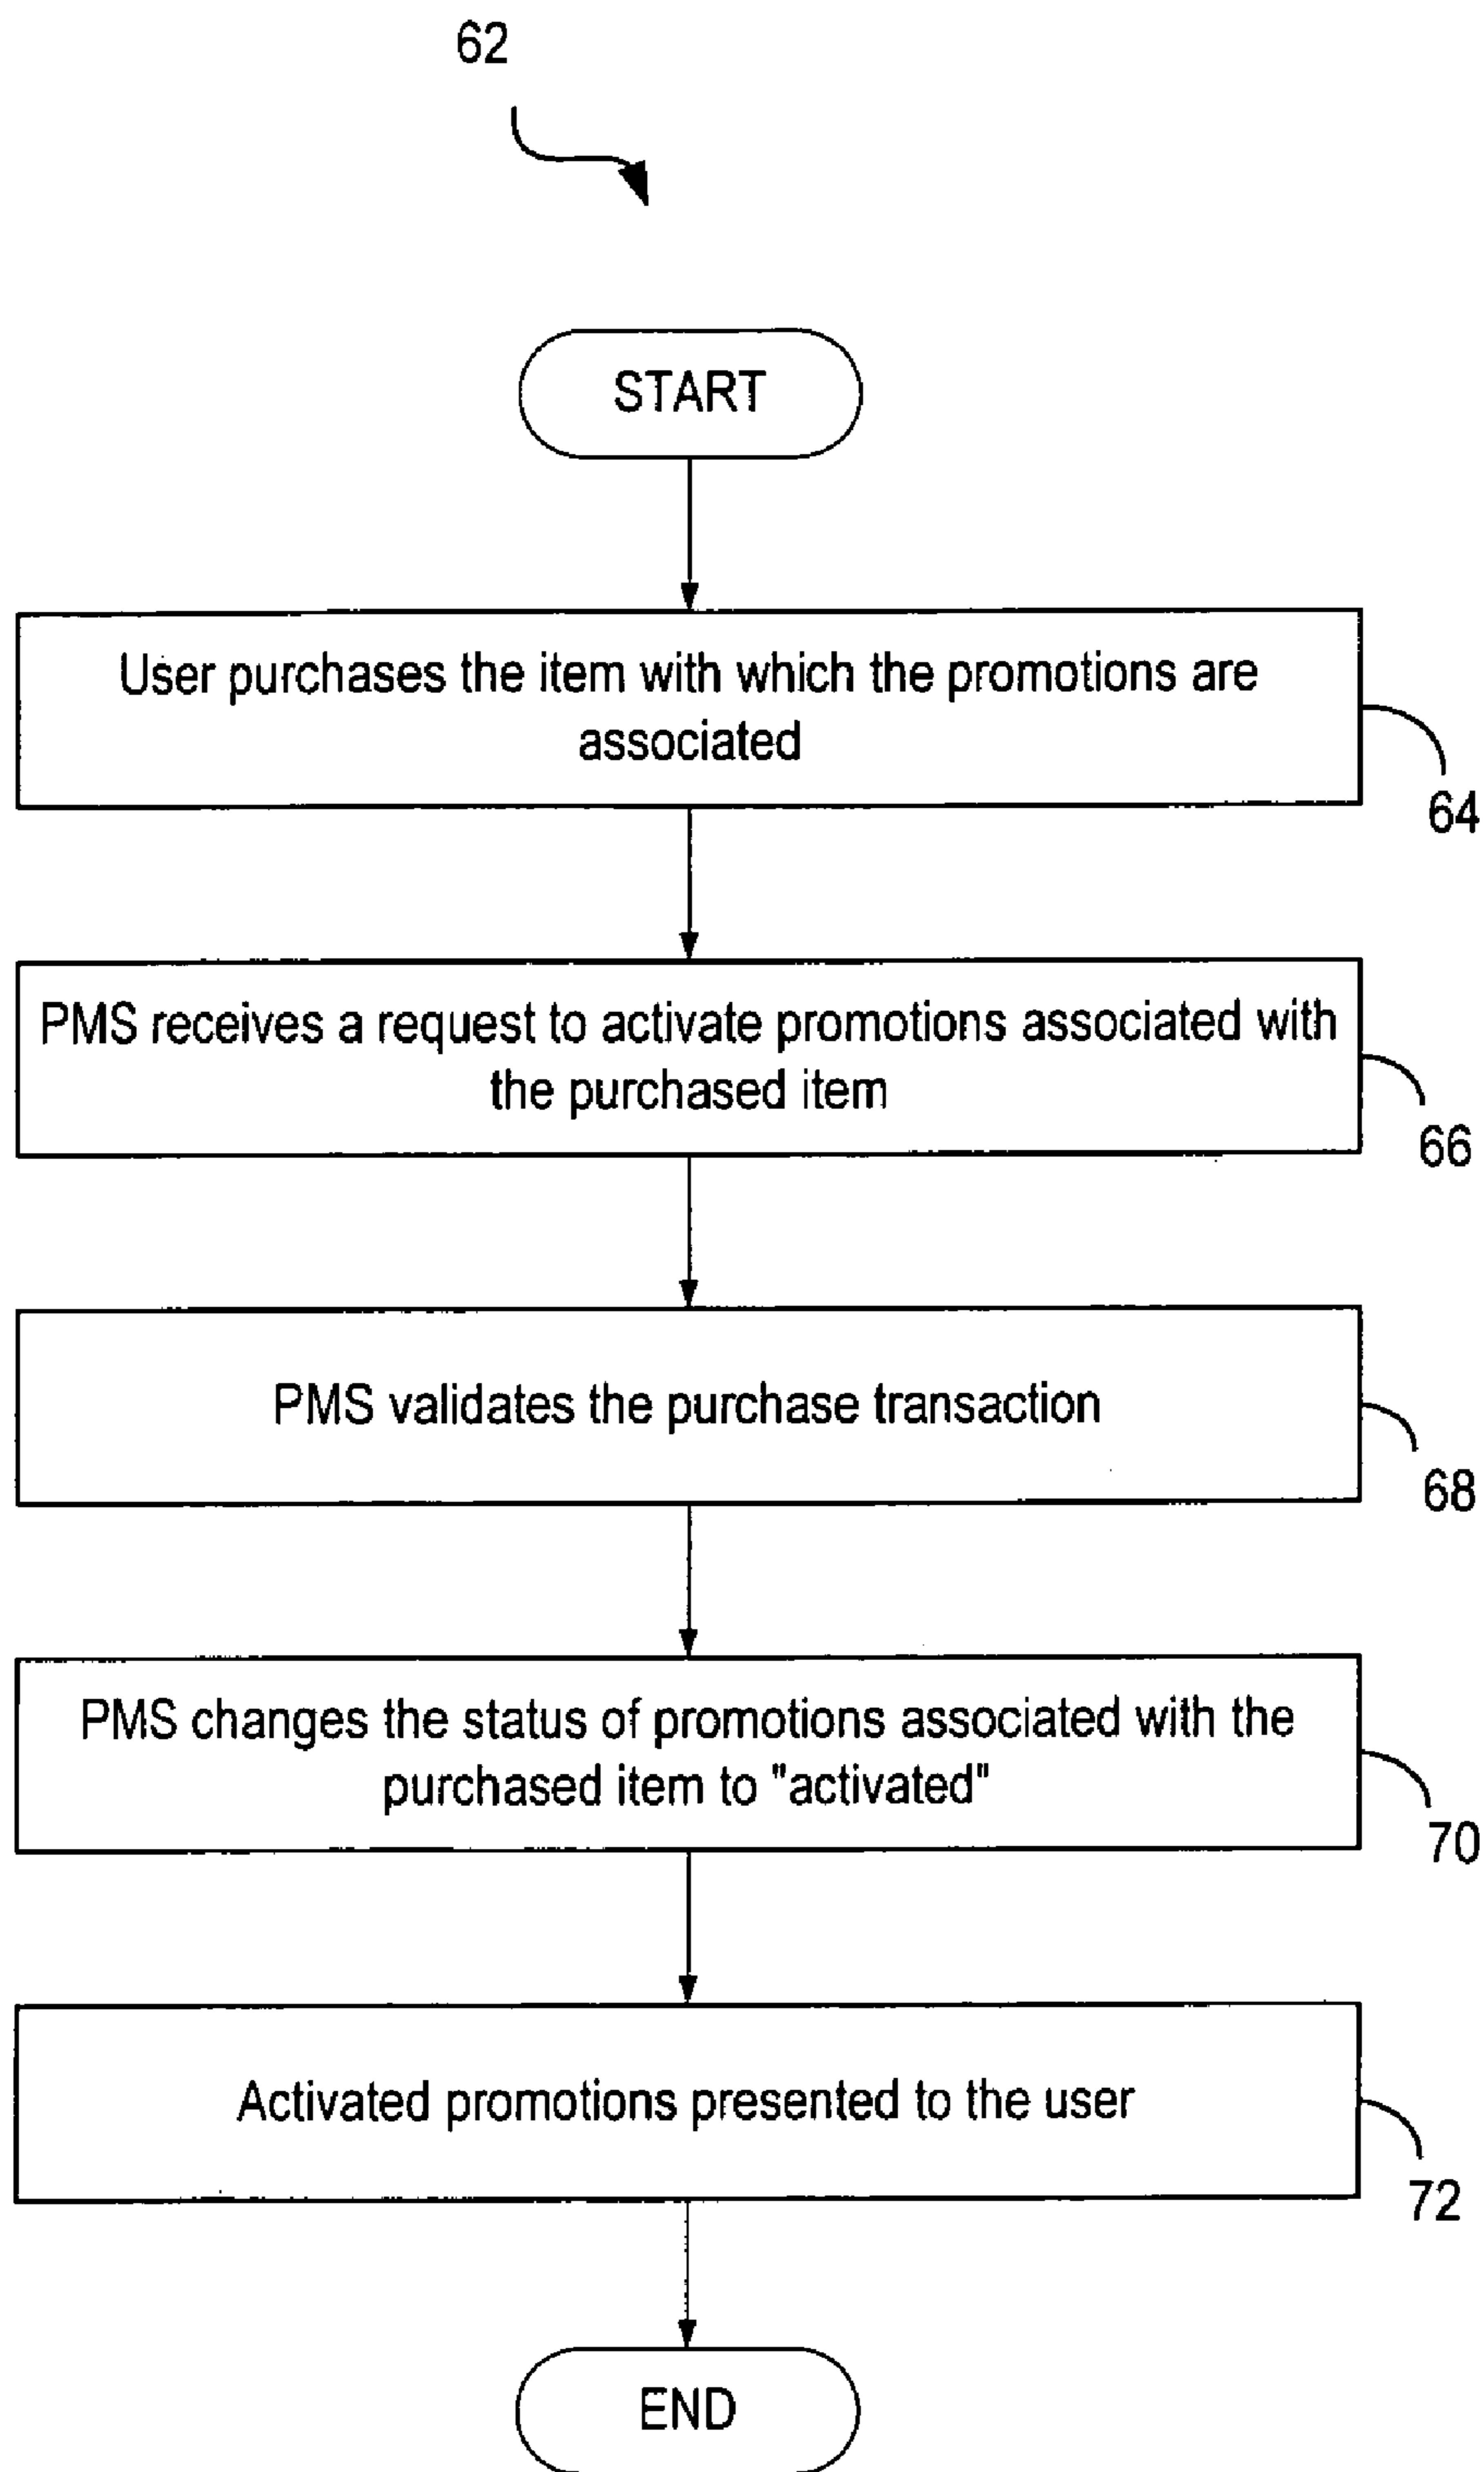 62
START
User purchases the item with which the promotions are
associated
64
PMS receives a request to activate promotions associated with
the purchased item
66
PMS validates the purchase transaction
68
PMS changes the status of promotions associated with the
purchased item to "activated"
70
Activated promotions presented to the user
72
END